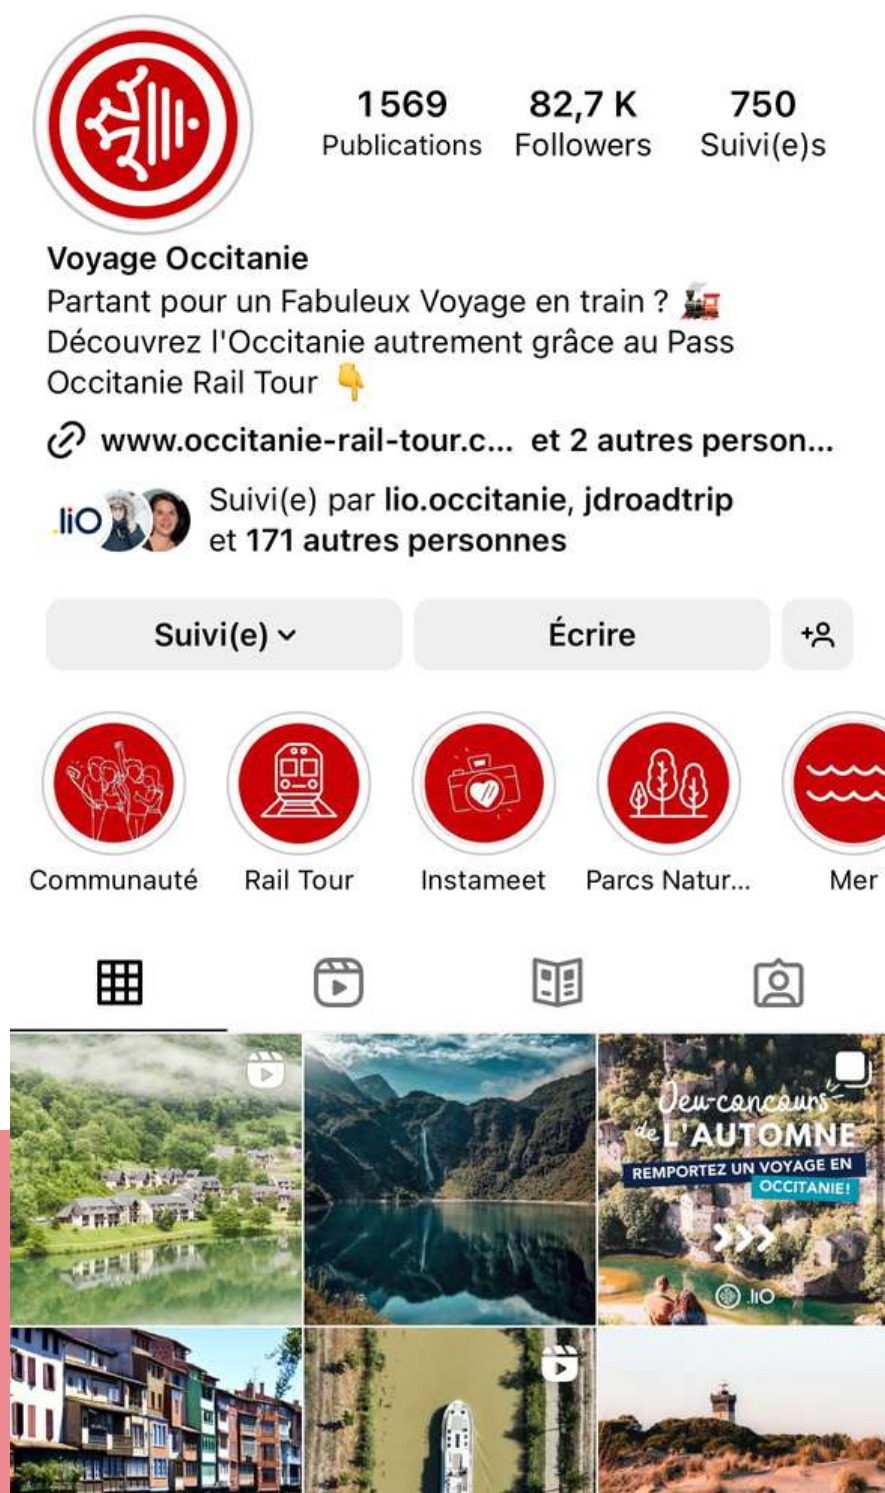 1 569
82,7 K
750
Publications
Followers
Suivi(e)s
Voyage Occitanie
Partant pour un Fabuleux Voyage en train ? 🚂
Découvrez l'Occitanie autrement grâce au Pass
Occitanie Rail Tour 👇
www.occitanie-rail-tour.c... et 2 autres person...
.liO
Suivi(e) par lio.occitanie, jdroadtrip
et 171 autres personnes
Suivi(e)
Écrire
Communauté
Rail Tour
Instameet
Parcs Natur...
Mer
Jeu-concours
de L'AUTOMNE
REMPORTEZ UN VOYAGE EN
OCCITANIE!
.liO